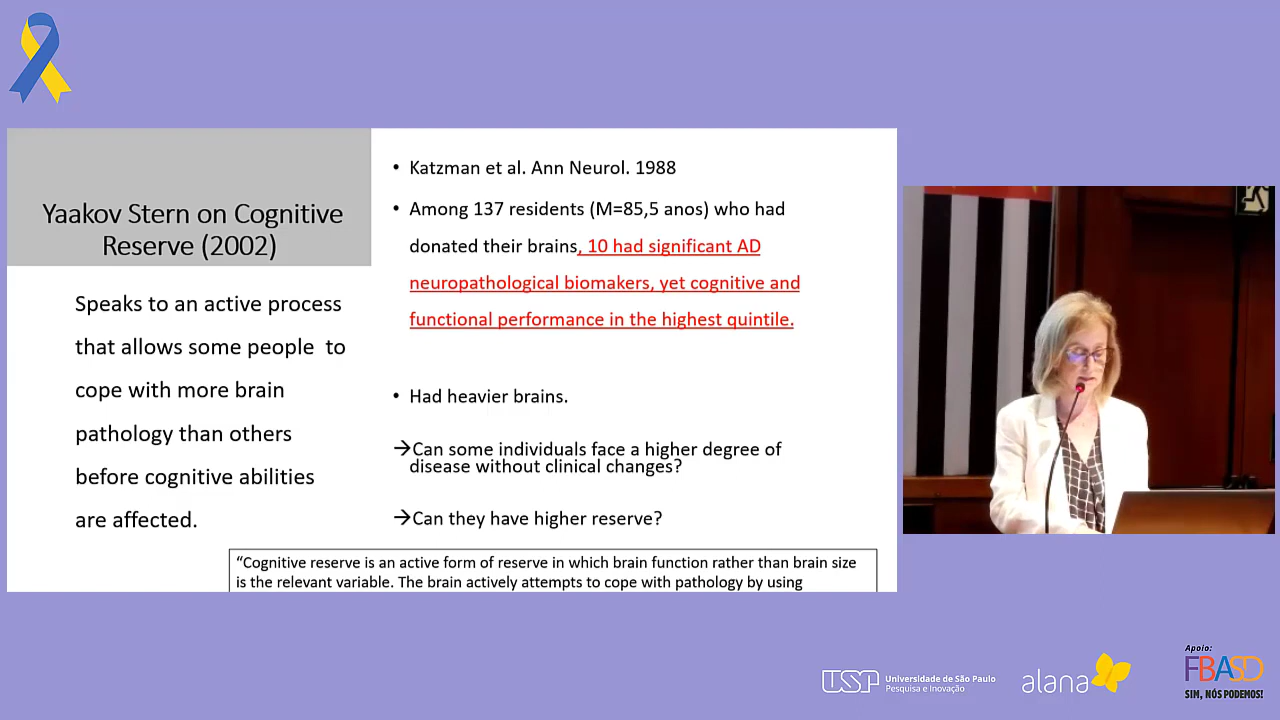 Yaakov Stern on Cognitive
Reserve (2002)
Speaks to an active process
that allows some people to
cope with more brain
pathology than others
before cognitive abilities
are affected.
• Katzman et al. Ann Neurol. 1988
• Among 137 residents (M=85,5 anos) who had
donated their brains, 10 had significant AD
neuropathological biomakers, yet cognitive and
functional performance in the highest quintile.
• Had heavier brains.
→Can some individuals face a higher degree of
disease without clinical changes?
→Can they have higher reserve?
“Cognitive reserve is an active form of reserve in which brain function rather than brain size
is the relevant variable. The brain actively attempts to cope with pathology by using
USP Universidade de São Paulo
Pesquisa e Inovação
alana
Apoio:
FBASD
SIM, NÓS PODEMOS!